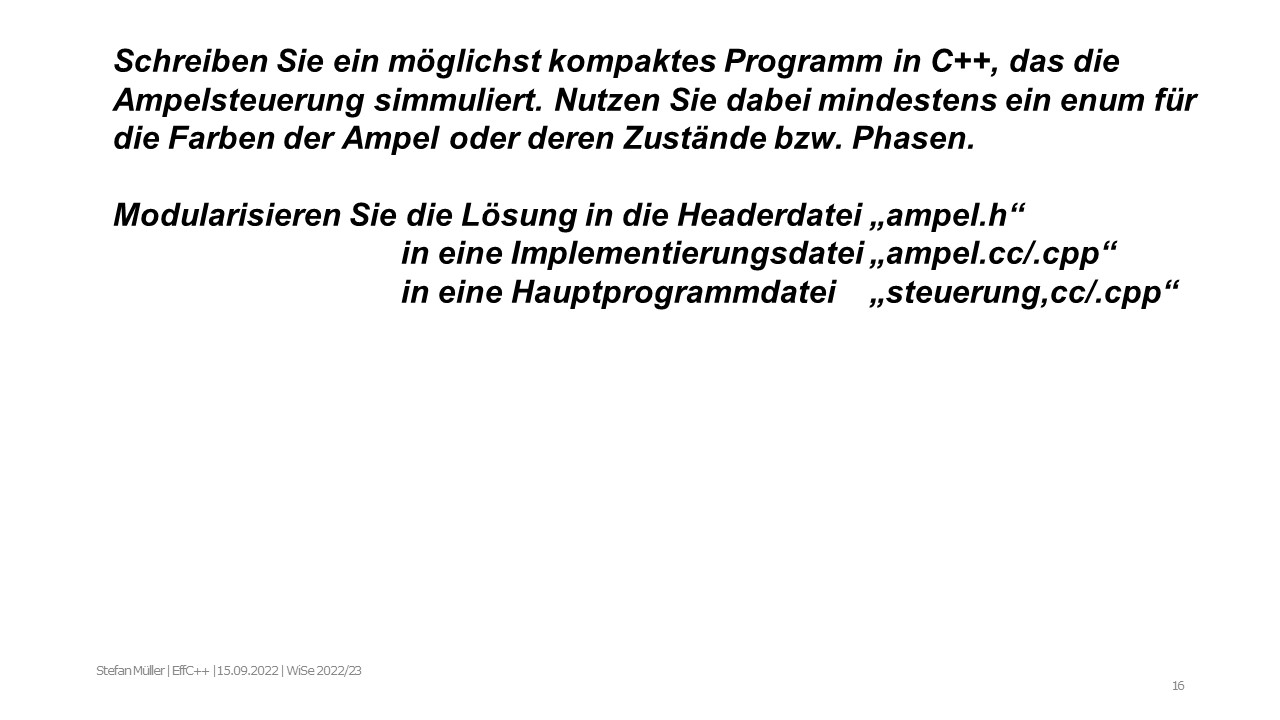 Schreiben Sie ein möglichst kompaktes Programm in C++, das die
Ampelsteuerung simmuliert. Nutzen Sie dabei mindestens ein enum für
die Farben der Ampel oder deren Zustände bzw. Phasen.
Modularisieren Sie die Lösung in die Headerdatei „ampel.h“
in eine Implementierungsdatei „ampel.cc/.cpp“
in eine Hauptprogrammdatei „steuerung,cc/.cpp“
Stefan Müller | EffC++ | 15.09.2022 | WiSe 2022/23
16